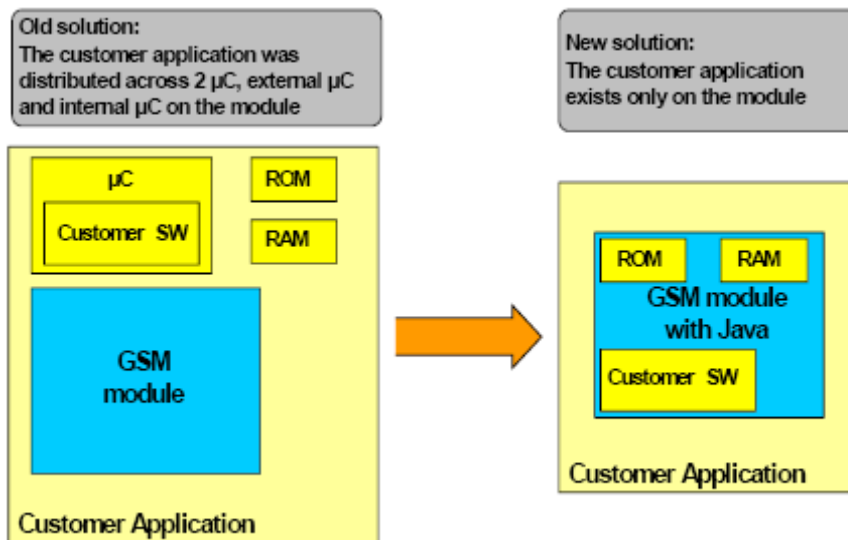 Old solution:
The customer application was
distributed across 2 µC, external µC
and internal µC on the module
New solution:
The customer application
exists only on the module
µC
Customer SW
ROM
RAM
GSM
module
Customer Application
ROM
RAM
GSM module
with Java
Customer SW
Customer Application